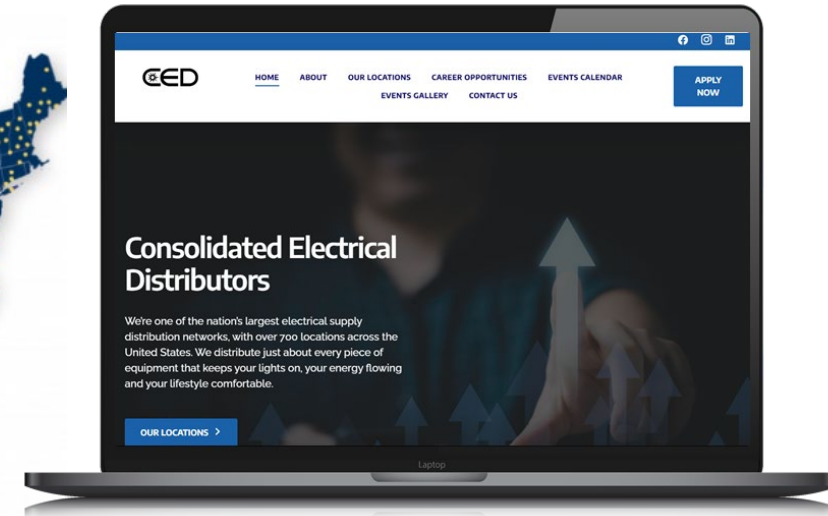 CED
HOME ABOUT OUR LOCATIONS CAREER OPPORTUNITIES EVENTS CALENDAR
EVENTS GALLERY CONTACT US
APPLY
NOW
Consolidated Electrical
Distributors
We're one of the nation's largest electrical supply
distribution networks, with over 700 locations across the
United States. We distribute just about every piece of
equipment that keeps your lights on, your energy flowing
and your lifestyle comfortable.
OUR LOCATIONS >
Laptop